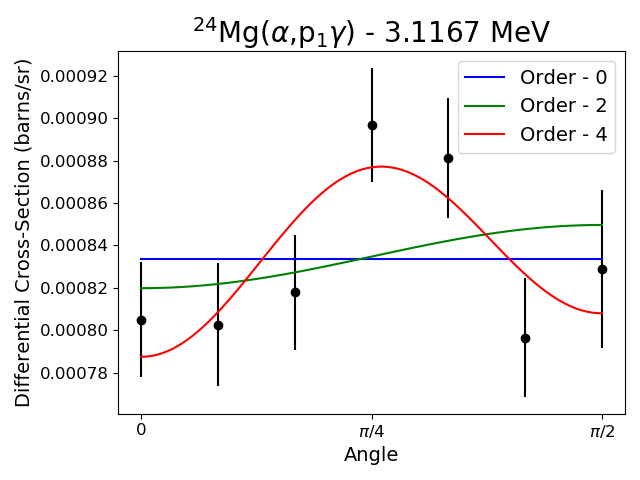 ²⁴Mg(α,p₁γ) - 3.1167 MeV
Differential Cross-Section (barns/sr)
0.00092
0.00090
0.00088
0.00086
0.00084
0.00082
0.00080
0.00078
Order - 0
Order - 2
Order - 4
0 π/4 π/2
Angle